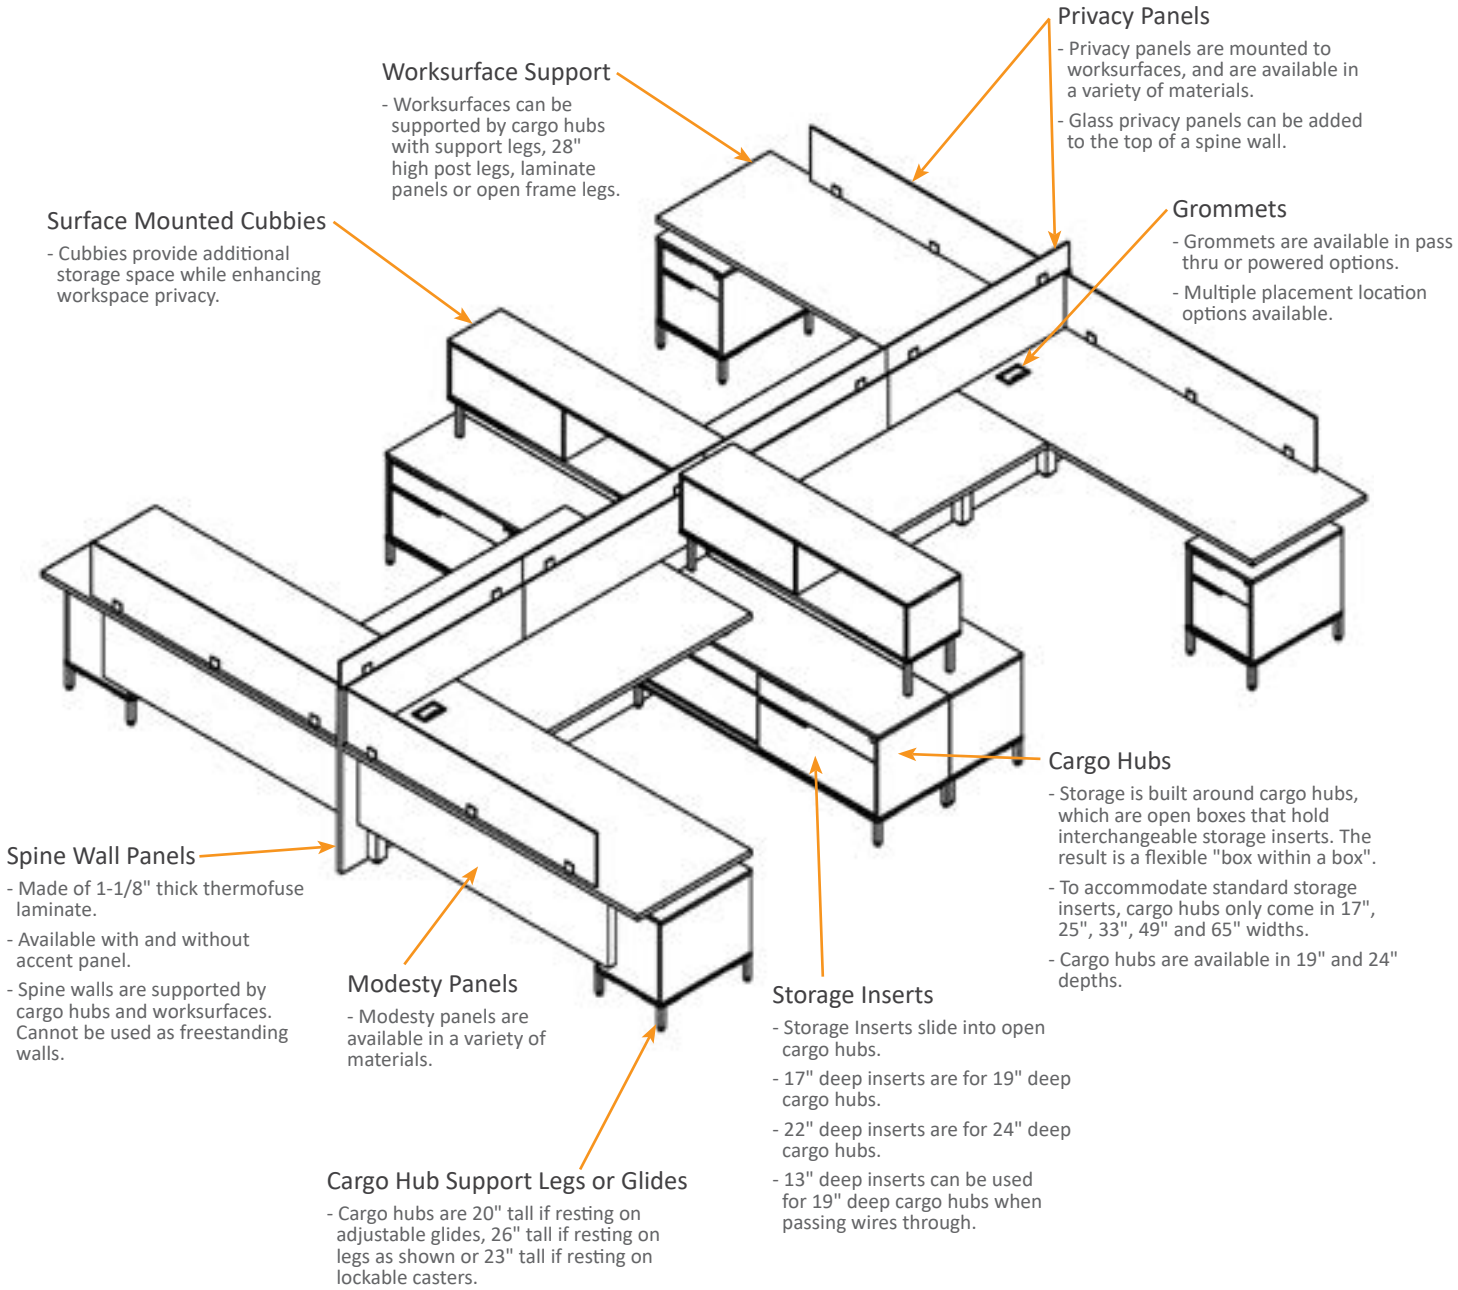 Privacy Panels
- Privacy panels are mounted to
worksurfaces, and are available in
a variety of materials.
- Glass privacy panels can be added
to the top of a spine wall.
Worksurface Support
- Worksurfaces can be
supported by cargo hubs
with support legs, 28"
high post legs, laminate
panels or open frame legs.
Grommets
- Grommets are available in pass
thru or powered options.
- Multiple placement location
options available.
Surface Mounted Cubbies
- Cubbies provide additional
storage space while enhancing
workspace privacy.
Cargo Hubs
- Storage is built around cargo hubs,
which are open boxes that hold
interchangeable storage inserts. The
result is a flexible "box within a box".
- To accommodate standard storage
inserts, cargo hubs only come in 17",
25", 33", 49" and 65" widths.
- Cargo hubs are available in 19" and 24"
depths.
Spine Wall Panels
- Made of 1-1/8" thick thermofuse
laminate.
- Available with and without
accent panel.
- Spine walls are supported by
cargo hubs and worksurfaces.
Cannot be used as freestanding
walls.
Modesty Panels
- Modesty panels are
available in a variety of
materials.
Storage Inserts
- Storage Inserts slide into open
cargo hubs.
- 17" deep inserts are for 19" deep
cargo hubs.
- 22" deep inserts are for 24" deep
cargo hubs.
- 13" deep inserts can be used
for 19" deep cargo hubs when
passing wires through.
Cargo Hub Support Legs or Glides
- Cargo hubs are 20" tall if resting on
adjustable glides, 26" tall if resting on
legs as shown or 23" tall if resting on
lockable casters.